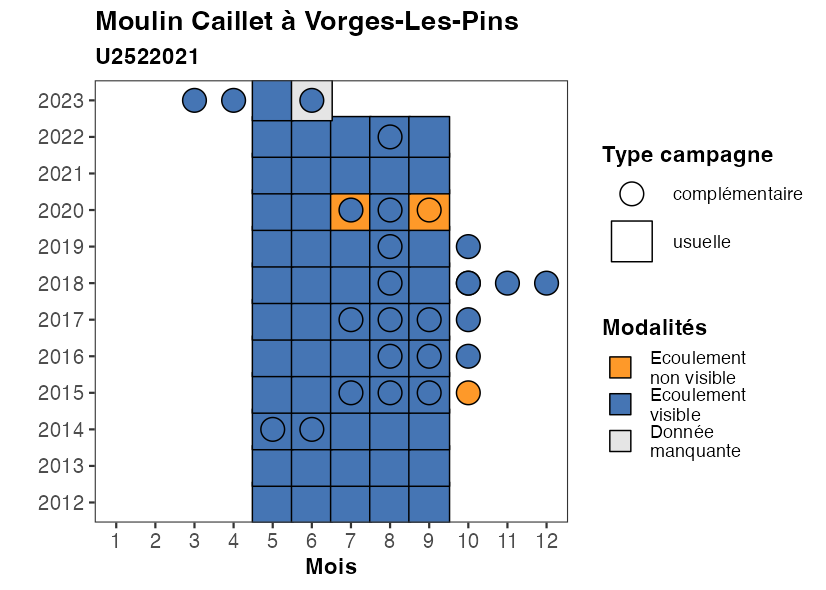 Moulin Caillet à Vorges-Les-Pins
U2522021
2023
2022
2021
2020
2019
2018
2017
2016
2015
2014
2013
2012
1 2 3 4 5 6 7 8 9 10 11 12
Mois
Type campagne
complémentaire
usuelle
Modalités
Ecoulement
non visible
Ecoulement
visible
Donnée
manquante